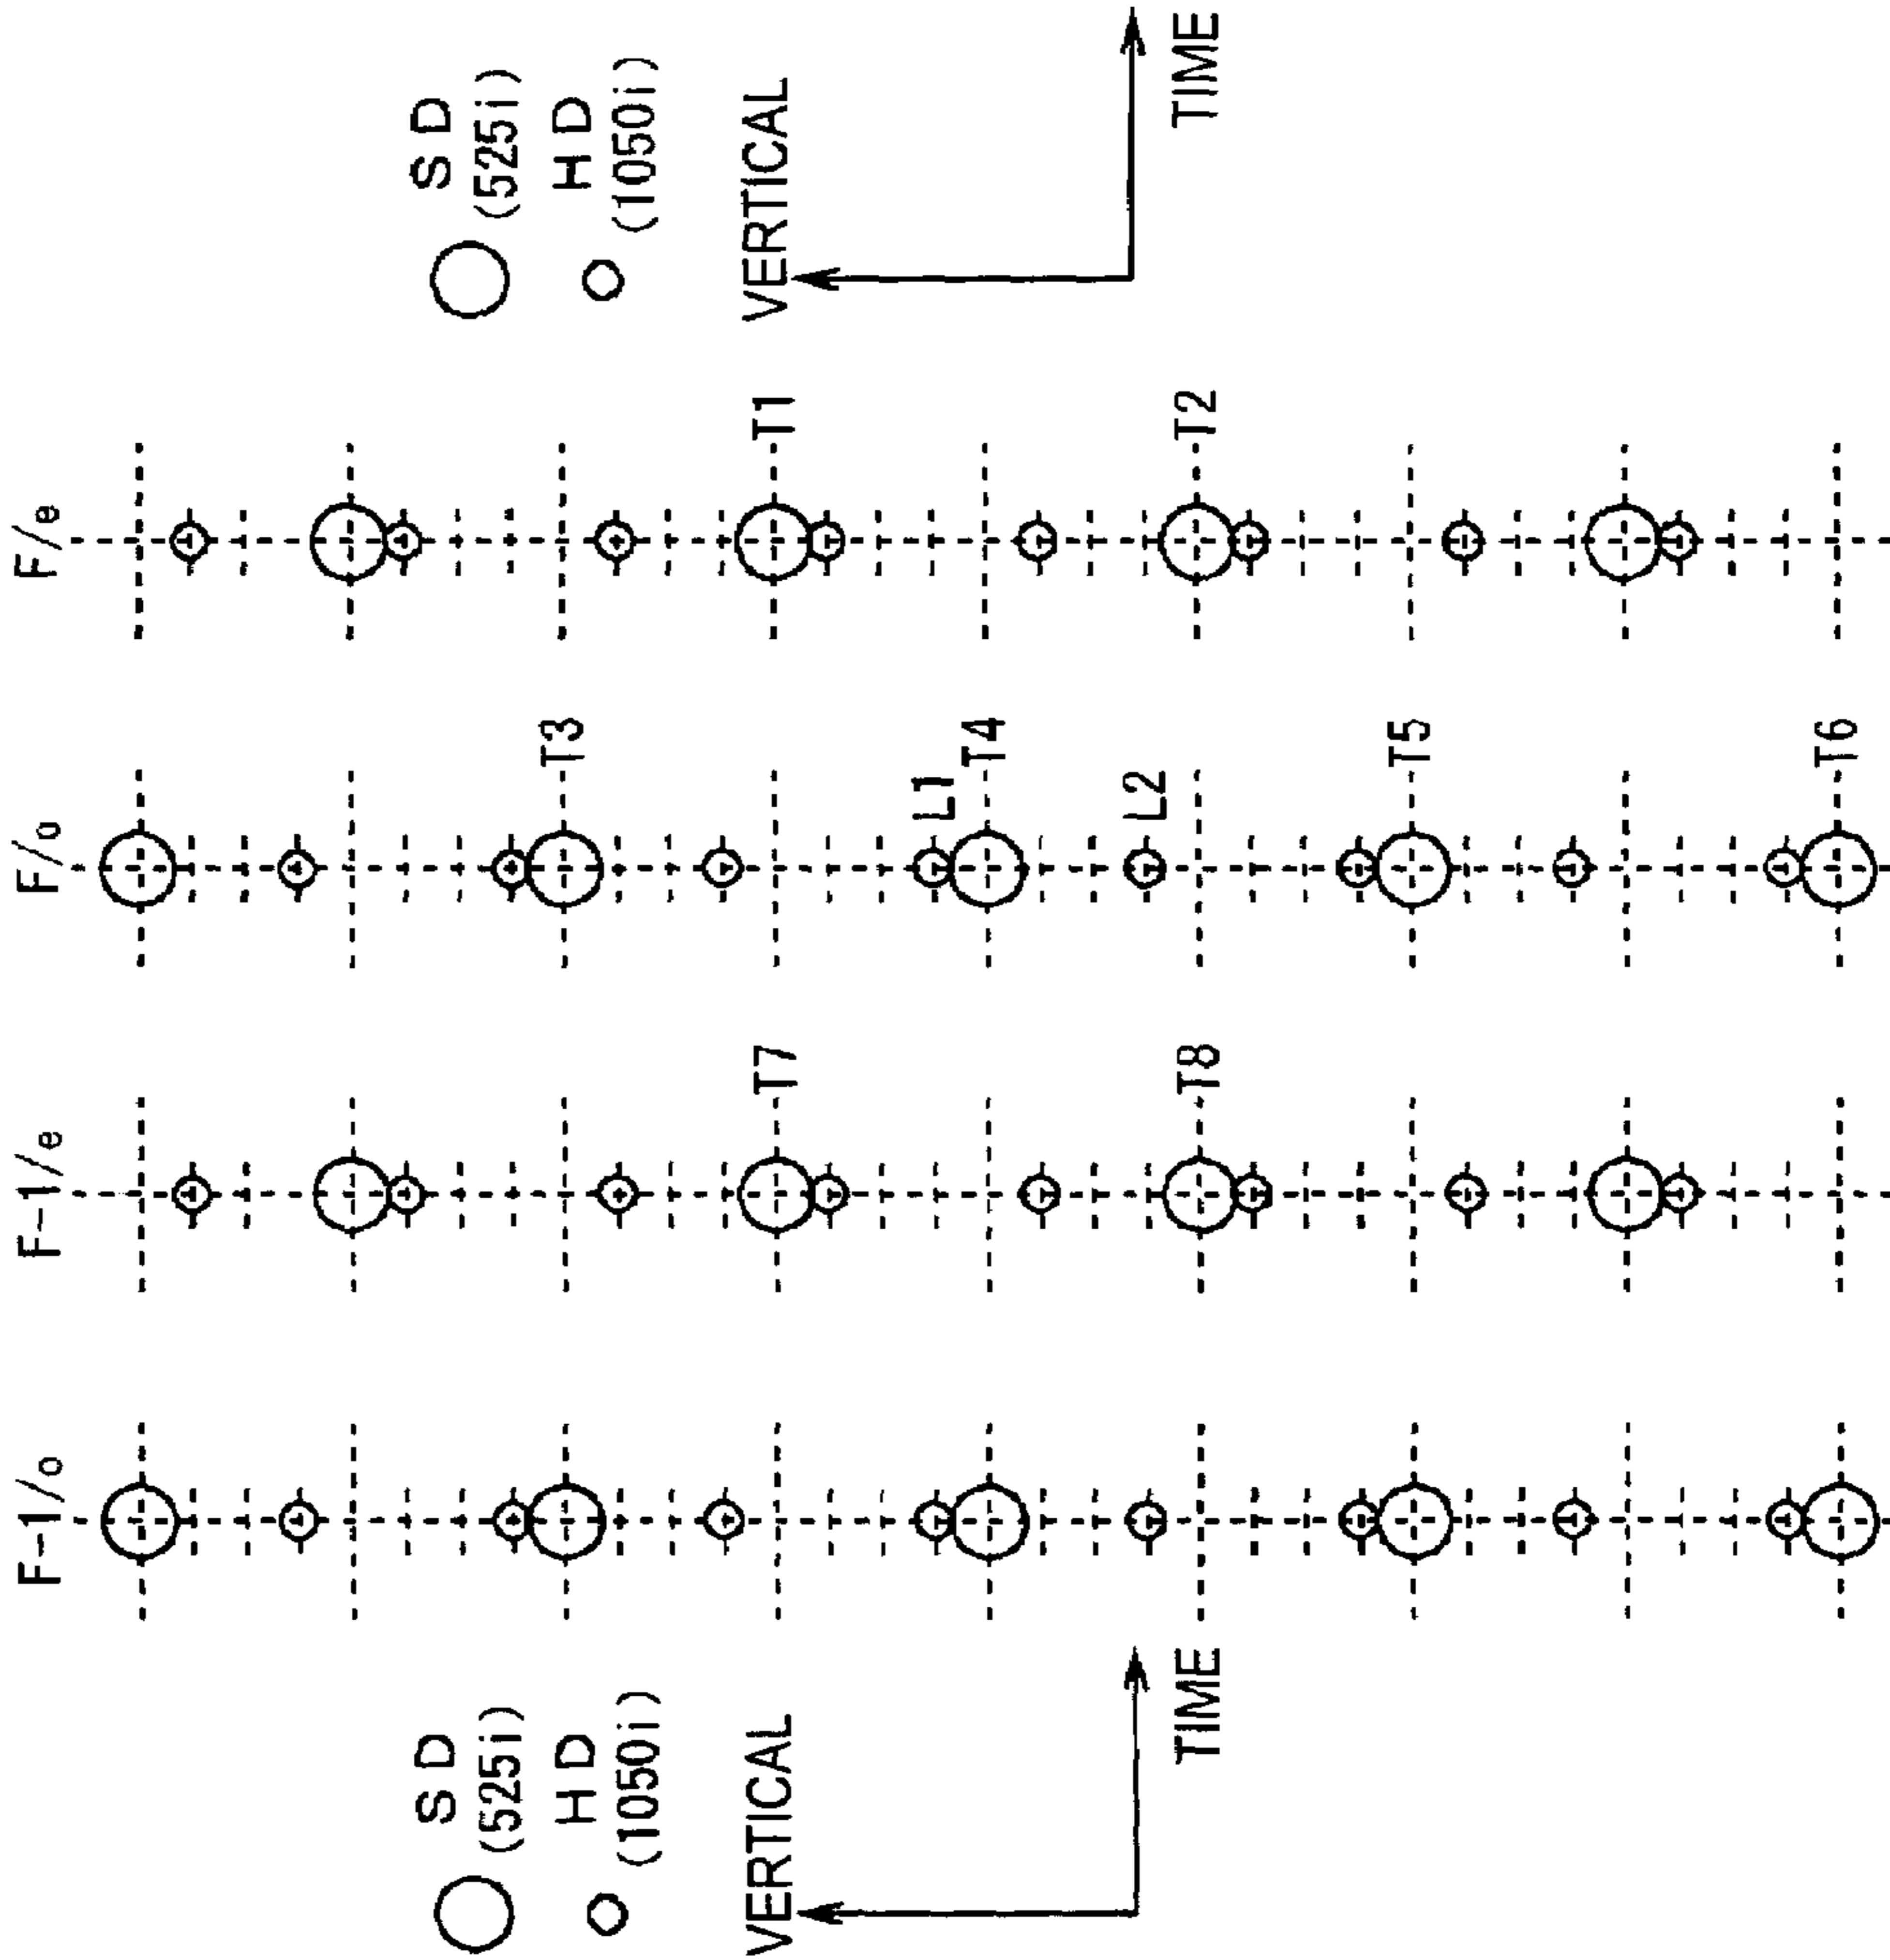 F-1/o
F-1/e
F/o
F/e
SD
(525i)
HD
(1050i)
VERTICAL
TIME
T7
T8
T3
L1
T4
L2
T5
T6
T1
T2
SD
(525i)
HD
(1050i)
VERTICAL
TIME